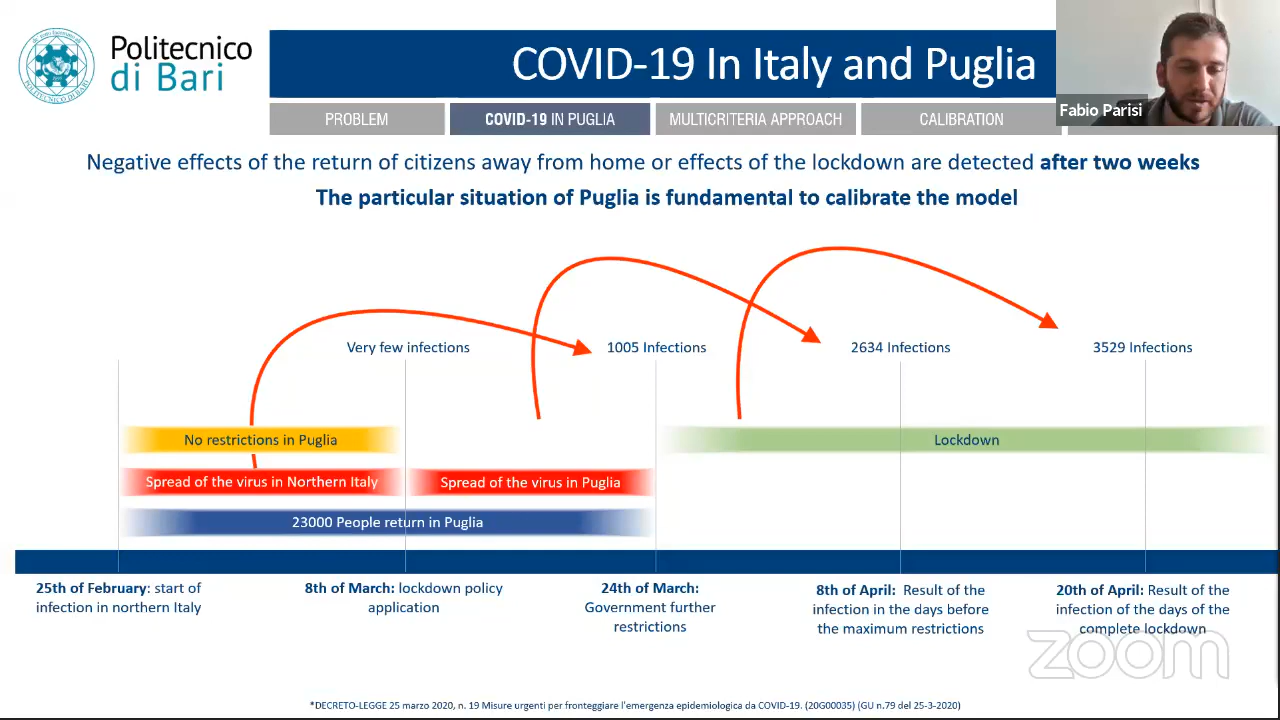 Politecnico
di Bari
COVID-19 In Italy and Puglia
Fabio Parisi
PROBLEM
COVID-19 IN PUGLIA
MULTICRITERIA APPROACH
CALIBRATION
Negative effects of the return of citizens away from home or effects of the lockdown are detected after two weeks
The particular situation of Puglia is fundamental to calibrate the model
Very few infections
1005 Infections
2634 Infections
3529 Infections
No restrictions in Puglia
Lockdown
Spread of the virus in Northern Italy
Spread of the virus in Puglia
23000 People return in Puglia
25th of February: start of
infection in northern Italy
8th of March: lockdown policy
application
24th of March:
Government further
restrictions
8th of April: Result of the
infection in the days before
the maximum restrictions
20th of April: Result of the
infection of the days of the
complete lockdown
zoom
*DECRETO-LEGGE 25 marzo 2020, n. 19 Misure urgenti per fronteggiare l'emergenza epidemiologica da COVID-19. (20G00035) (GU n.79 del 25-3-2020)